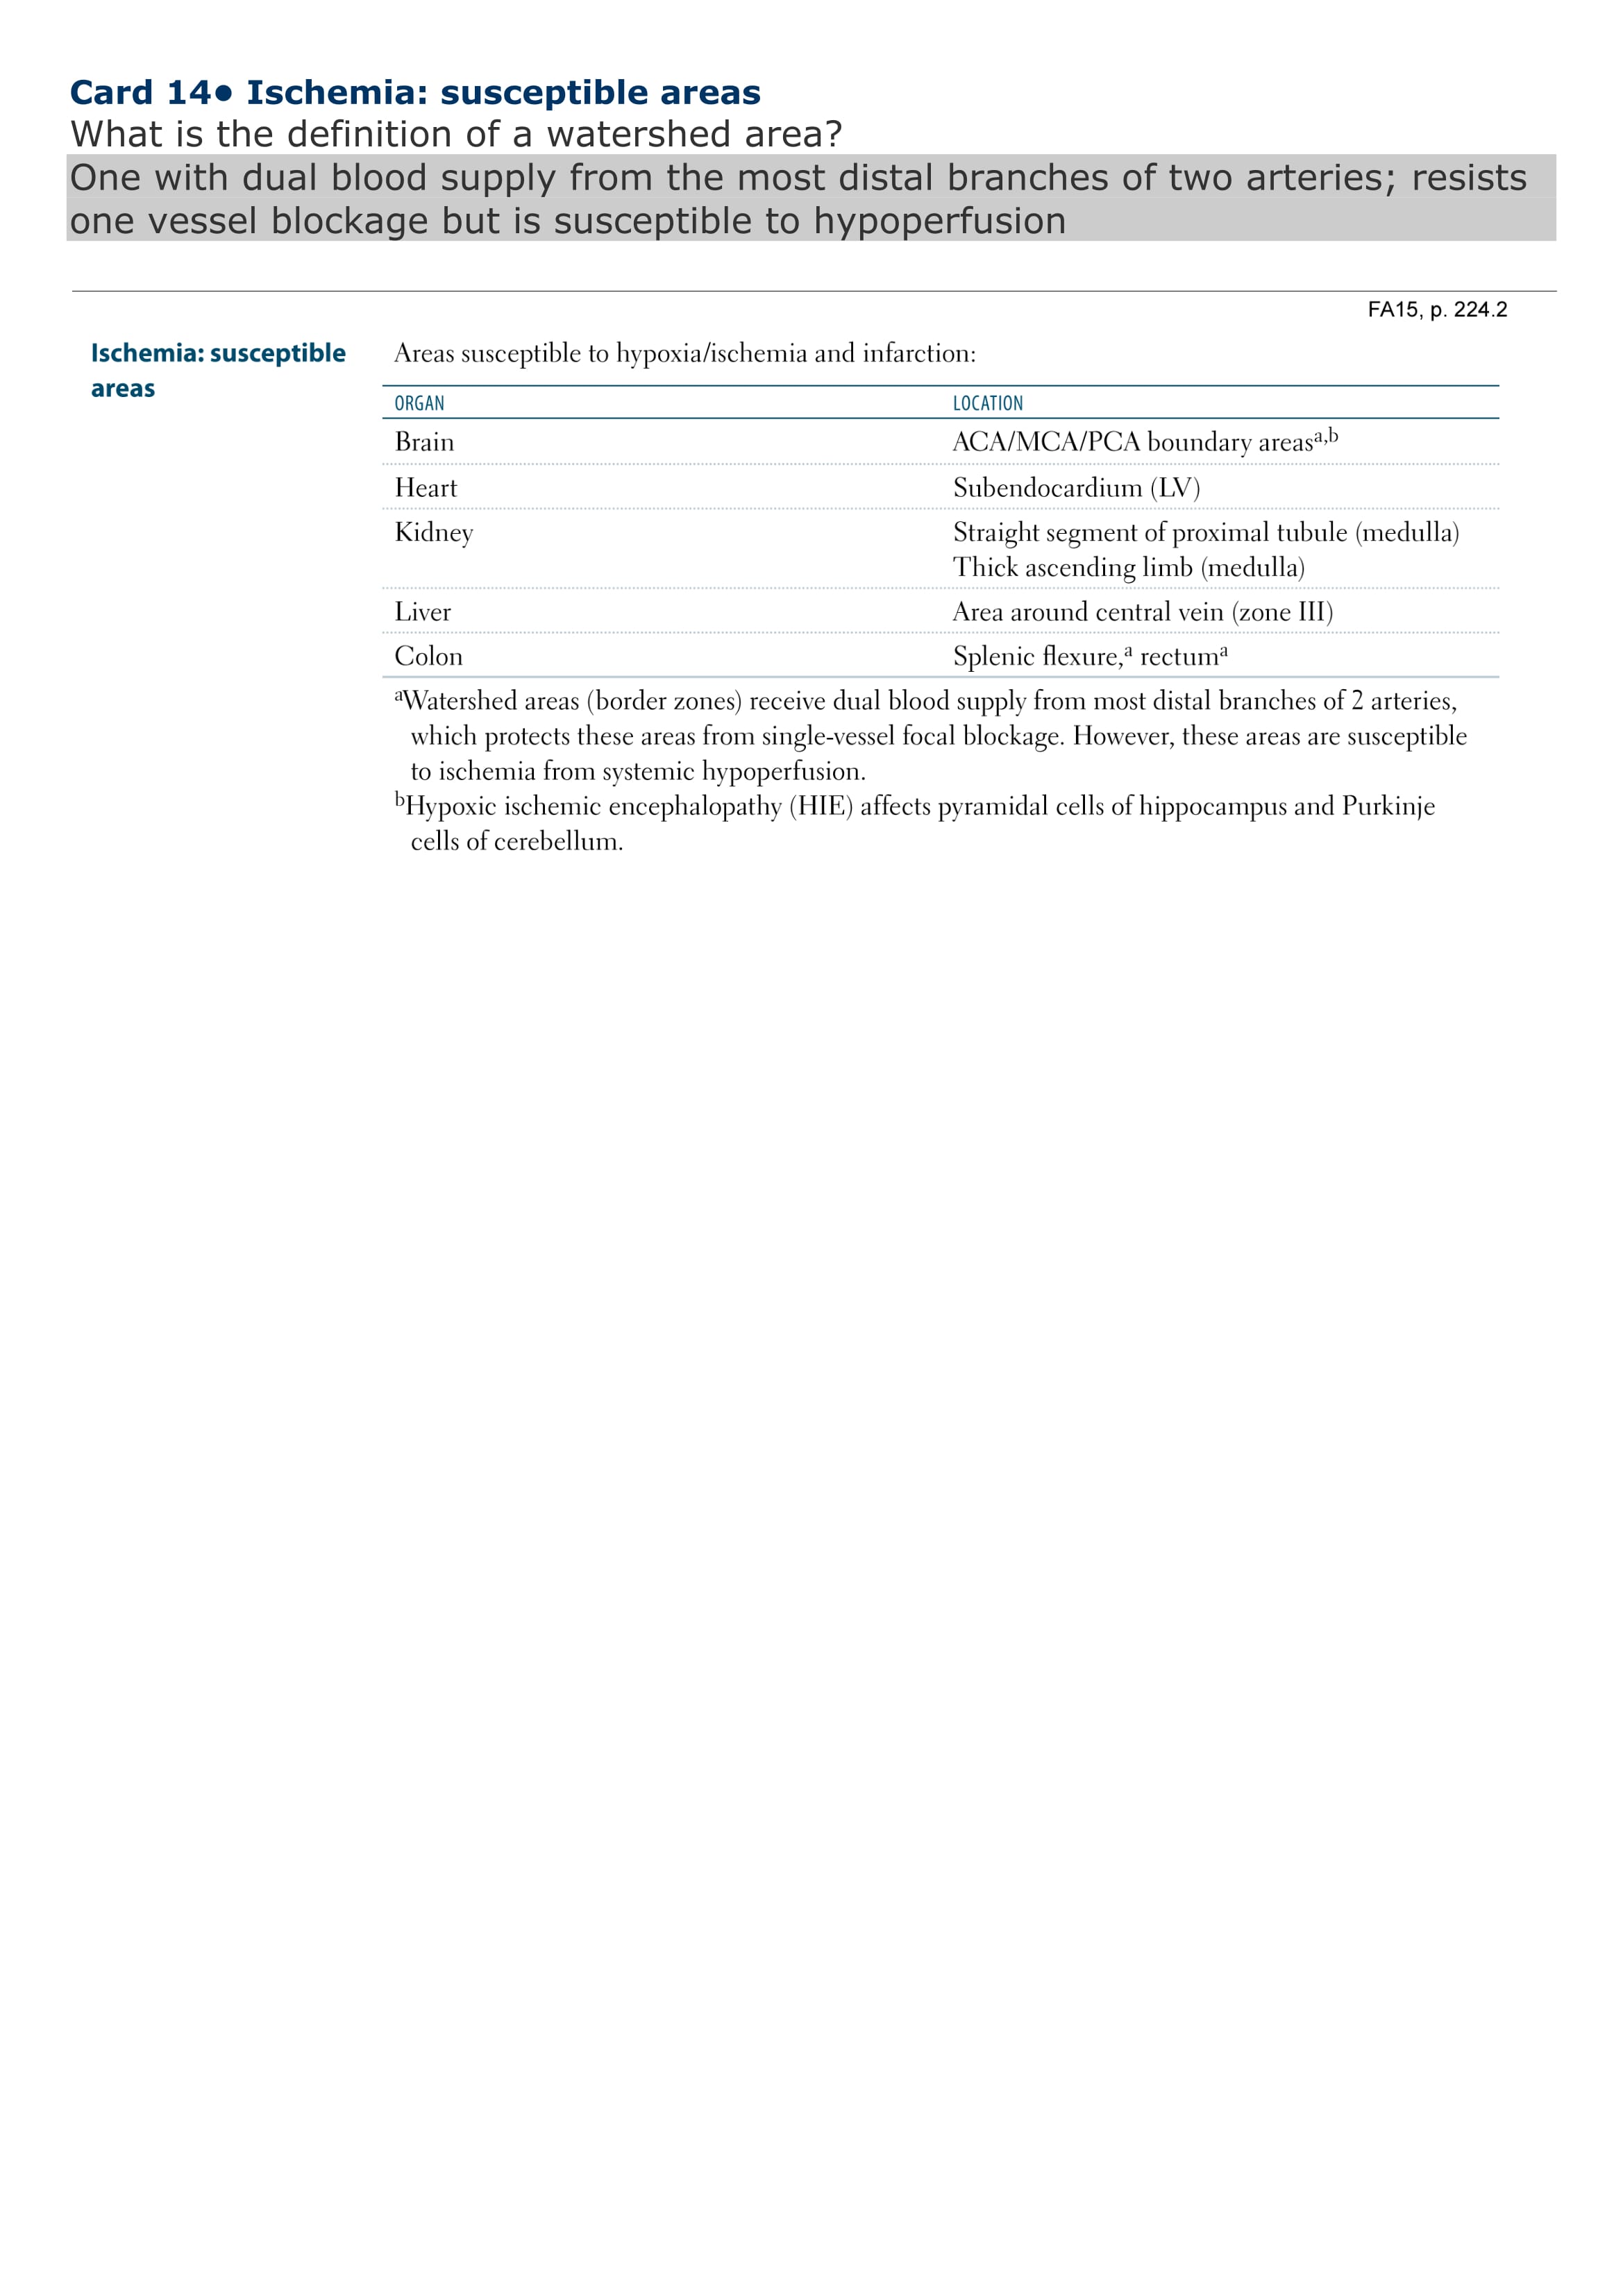 Card 14• Ischemia: susceptible areas
What is the definition of a watershed area?
One with dual blood supply from the most distal branches of two arteries; resists
one vessel blockage but is susceptible to hypoperfusion
FA15, p. 224.2
Ischemia: susceptible
areas
Areas susceptible to hypoxia/ischemia and infarction:
ORGAN LOCATION
Brain ACA/MCA/PCA boundary areasᵃ,ᵇ
Heart Subendocardium (LV)
Kidney Straight segment of proximal tubule (medulla)
Thick ascending limb (medulla)
Liver Area around central vein (zone III)
Colon Splenic flexure,ᵃ rectumᵃ
ᵃWatershed areas (border zones) receive dual blood supply from most distal branches of 2 arteries,
which protects these areas from single-vessel focal blockage. However, these areas are susceptible
to ischemia from systemic hypoperfusion.
ᵇHypoxic ischemic encephalopathy (HIE) affects pyramidal cells of hippocampus and Purkinje
cells of cerebellum.